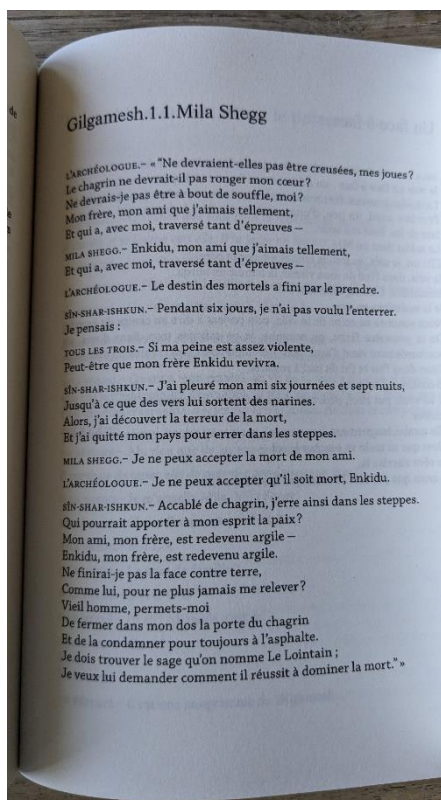 Gilgamesh.1.1.Mila Shegg
L'ARCHÉOLOGUE.– « “Ne devraient-elles pas être creusées, mes joues ?
Le chagrin ne devrait-il pas ronger mon cœur ?
Ne devrais-je pas être à bout de souffle, moi ?
Mon frère, mon ami que j'aimais tellement,
Et qui a, avec moi, traversé tant d'épreuves –
MILA SHEGG.– Enkidu, mon ami que j'aimais tellement,
Et qui a, avec moi, traversé tant d'épreuves –
L'ARCHÉOLOGUE.– Le destin des mortels a fini par le prendre.
SÎN-SHAR-ISHKUN.– Pendant six jours, je n'ai pas voulu l'enterrer.
Je pensais :
TOUS LES TROIS.– Si ma peine est assez violente,
Peut-être que mon frère Enkidu revivra.
SÎN-SHAR-ISHKUN.– J'ai pleuré mon ami six journées et sept nuits,
Jusqu'à ce que des vers lui sortent des narines.
Alors, j'ai découvert la terreur de la mort,
Et j'ai quitté mon pays pour errer dans les steppes.
MILA SHEGG.– Je ne peux accepter la mort de mon ami.
L'ARCHÉOLOGUE.– Je ne peux accepter qu'il soit mort, Enkidu.
SÎN-SHAR-ISHKUN.– Accablé de chagrin, j'erre ainsi dans les steppes.
Qui pourrait apporter à mon esprit la paix ?
Mon ami, mon frère, est redevenu argile –
Enkidu, mon frère, est redevenu argile.
Ne finirai-je pas la face contre terre,
Comme lui, pour ne plus jamais me relever ?
Vieil homme, permets-moi
De fermer dans mon dos la porte du chagrin
Et de la condamner pour toujours à l'asphalte.
Je dois trouver le sage qu'on nomme Le Lointain ;
Je veux lui demander comment il réussit à dominer la mort.” »